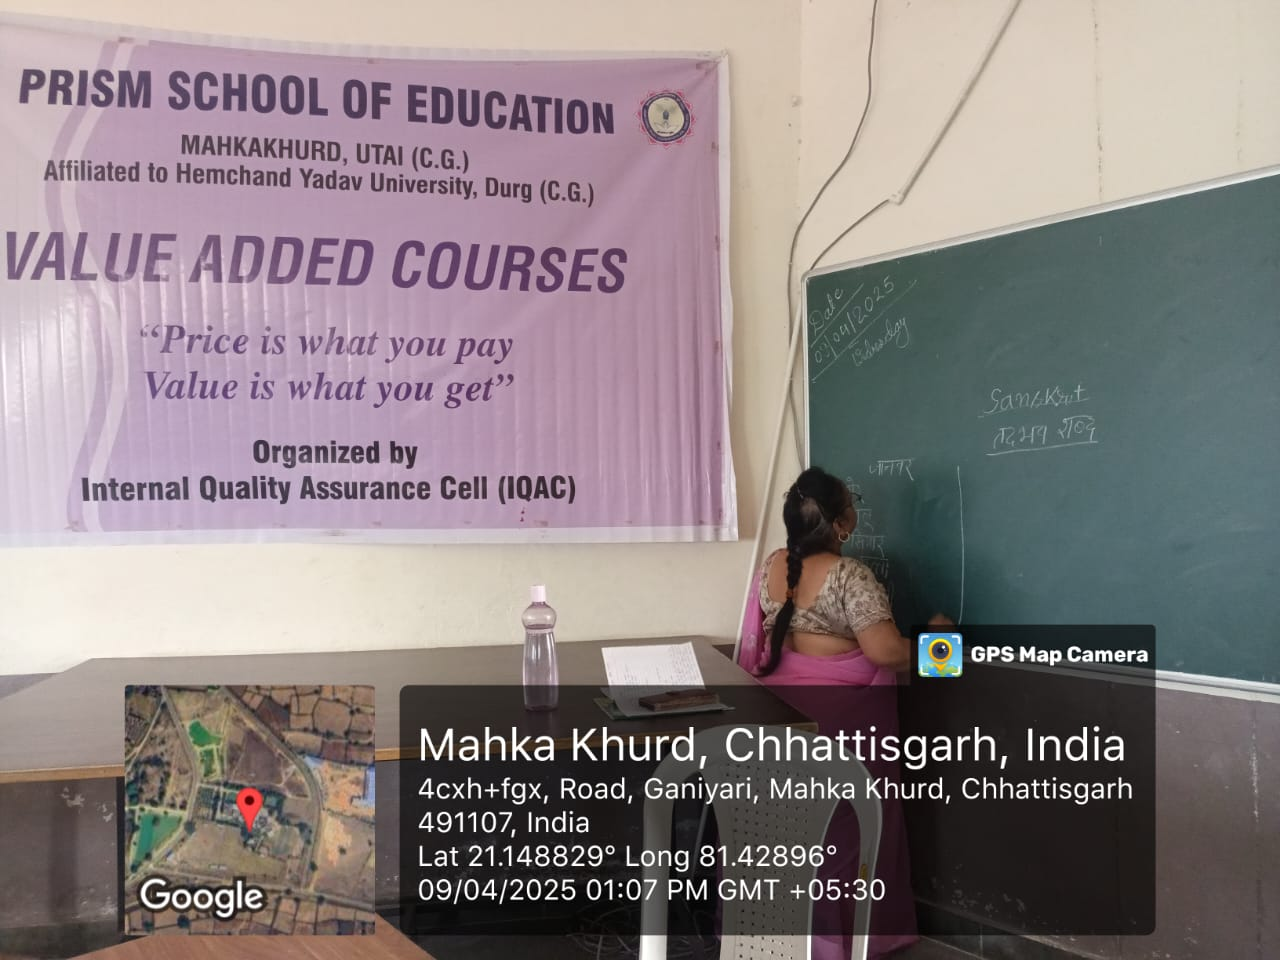 PRISM SCHOOL OF EDUCATION
MAHKAKHURD, UTAI (C.G.)
Affiliated to Hemchand Yadav University, Durg (C.G.)
VALUE ADDED COURSES
“Price is what you pay
Value is what you get”
Organized by
Internal Quality Assurance Cell (IQAC)
Date
09/04/2025
Sanskrit
तद्भव शब्द
GPS Map Camera
Mahka Khurd, Chhattisgarh, India
4cxh+fgx, Road, Ganiyari, Mahka Khurd, Chhattisgarh
491107, India
Lat 21.148829° Long 81.42896°
09/04/2025 01:07 PM GMT +05:30
Google